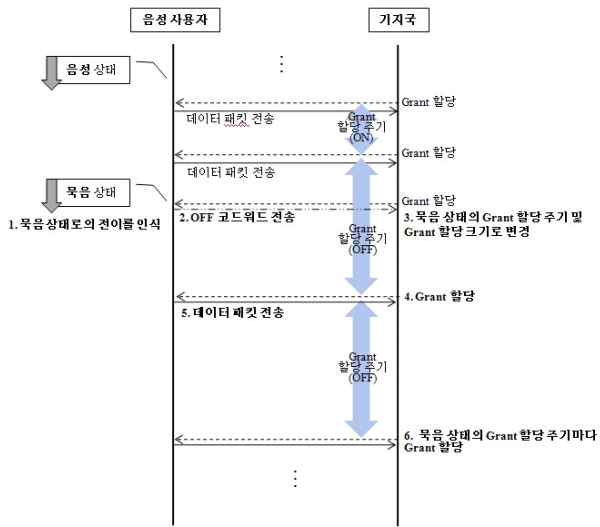 음성 사용자
기지국
음성 상태
Grant 할당
데이터 패킷 전송
Grant
할당 주기
(ON)
Grant 할당
데이터 패킷 전송
묵음 상태
Grant 할당
1. 묵음상태로의 전이를 인식
2. OFF 코드워드 전송
3. 묵음 상태의 Grant 할당 주기 및
Grant 할당 크기로 변경
Grant
할당 주기
(OFF)
4. Grant 할당
5. 데이터 패킷 전송
Grant
할당 주기
(OFF)
6. 묵음 상태의 Grant 할당 주기마다
Grant 할당